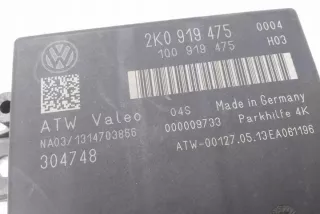 2K0 919 475 0004
1Q0 919 475 H03
ATW Valeo 04S Made in Germany
NA03/1314703856 000009733 Parkhilfe 4K
304748 ATW-00127.05.13EA061196